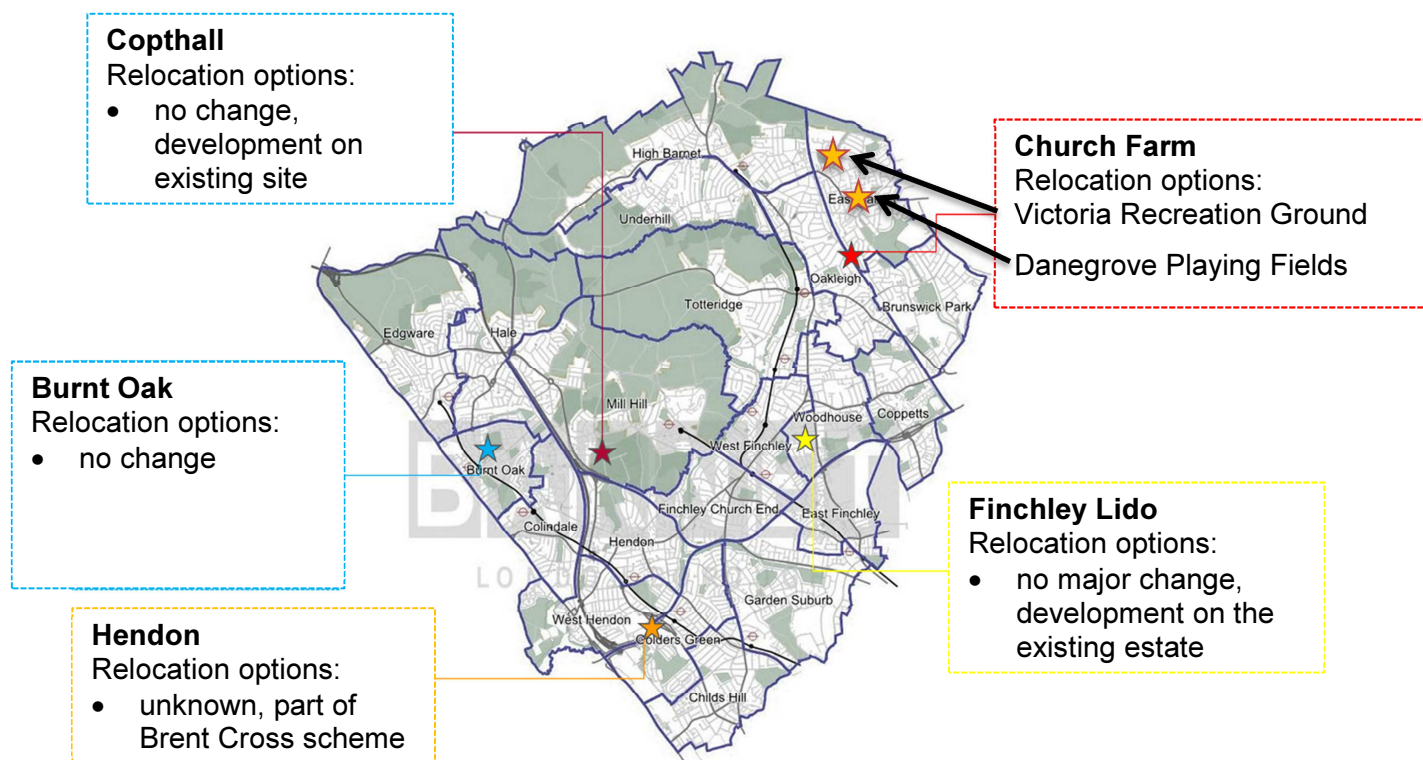 Copthall
Relocation options:
• no change,
development on
existing site
Church Farm
Relocation options:
Victoria Recreation Ground
Danegrove Playing Fields
Burnt Oak
Relocation options:
• no change
Finchley Lido
Relocation options:
• no major change,
development on the
existing estate
Hendon
Relocation options:
• unknown, part of
Brent Cross scheme
High Barnet
Underhill
Oakleigh
Totteridge
Brunswick Park
Edgware
Hale
Mill Hill
Coppetts
Woodhouse
West Finchley
Burnt Oak
Finchley Church End
East Finchley
Colindale
Hendon
Garden Suburb
West Hendon
Golders Green
Childs Hill